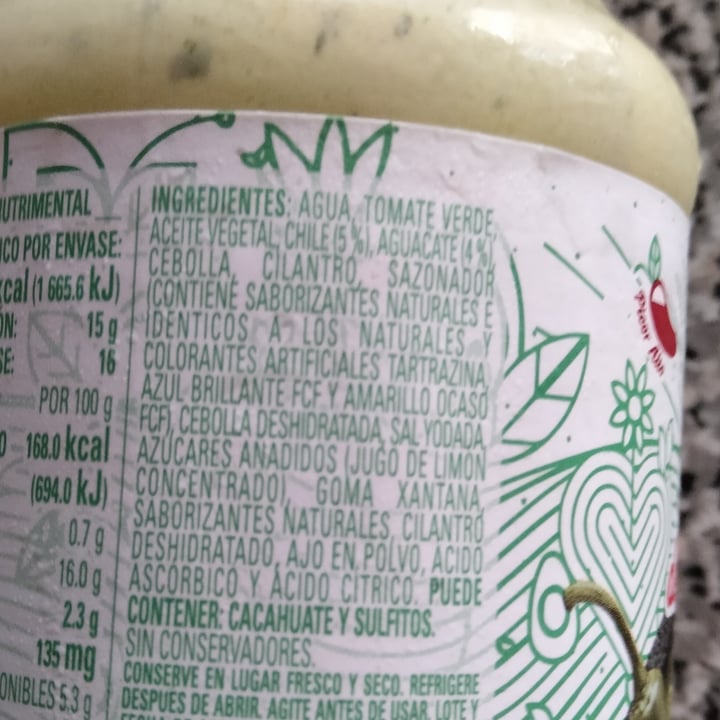 NUTRIMENTAL
ICO POR ENVASE:
kcal (1 665.6 kJ)
ÓN: 15 g
SE: 16
POR 100 g
O 168.0 kcal
(694.0 kJ)
0.7 g
16.0 g
2.3 g
135 mg
ONIBLES 5.3 g
INGREDIENTES: AGUA, TOMATE VERDE,
ACEITE VEGETAL, CHILE (5 %), AGUACATE (4 %),
CEBOLLA, CILANTRO, SAZONADOR
(CONTIENE SABORIZANTES NATURALES E
IDÉNTICOS A LOS NATURALES Y
COLORANTES ARTIFICIALES TARTRAZINA,
AZUL BRILLANTE FCF Y AMARILLO OCASO
FCF), CEBOLLA DESHIDRATADA, SAL YODADA,
AZÚCARES AÑADIDOS (JUGO DE LIMÓN
CONCENTRADO), GOMA XANTANA,
SABORIZANTES NATURALES, CILANTRO
DESHIDRATADO, AJO EN POLVO, ÁCIDO
ASCÓRBICO Y ÁCIDO CÍTRICO. PUEDE
CONTENER: CACAHUATE Y SULFITOS.
SIN CONSERVADORES.
CONSERVE EN LUGAR FRESCO Y SECO. REFRIGERE
DESPUÉS DE ABRIR. AGITE ANTES DE USAR. LOTE Y
Picor